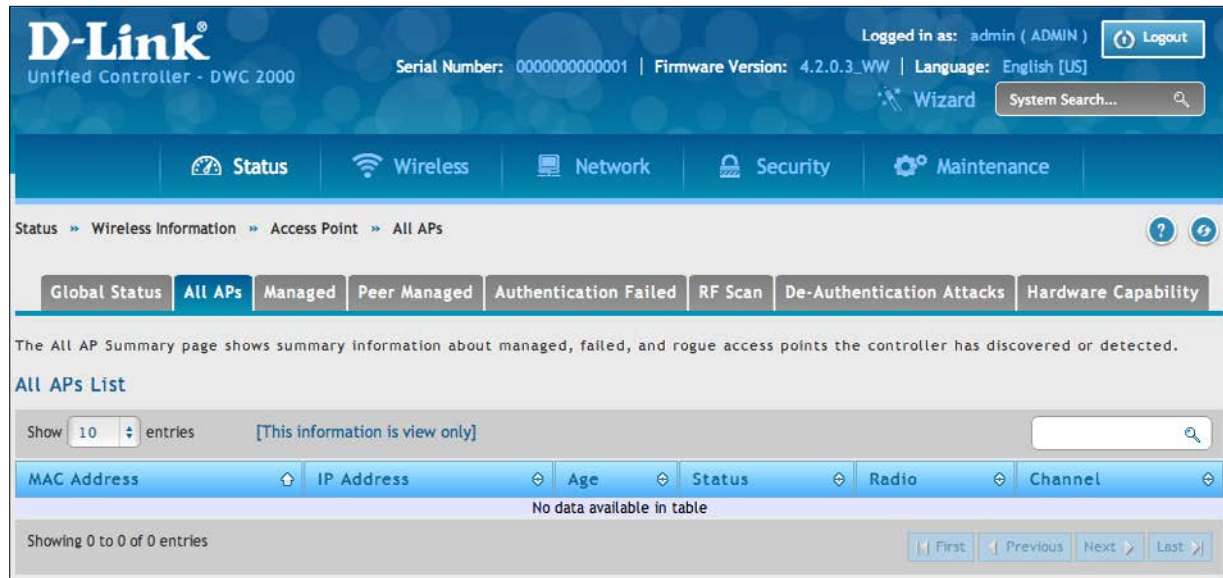 D-Link®
Unified Controller - DWC 2000
Logged in as: admin ( ADMIN ) Logout
Serial Number: 0000000000001 | Firmware Version: 4.2.0.3_WW | Language: English [US]
Wizard System Search...
Status Wireless Network Security Maintenance
Status » Wireless Information » Access Point » All APs ?
Global Status All APs Managed Peer Managed Authentication Failed RF Scan De-Authentication Attacks Hardware Capability
The All AP Summary page shows summary information about managed, failed, and rogue access points the controller has discovered or detected.
All APs List
Show 10 entries [This information is view only]
MAC Address IP Address Age Status Radio Channel
No data available in table
Showing 0 to 0 of 0 entries First Previous Next Last